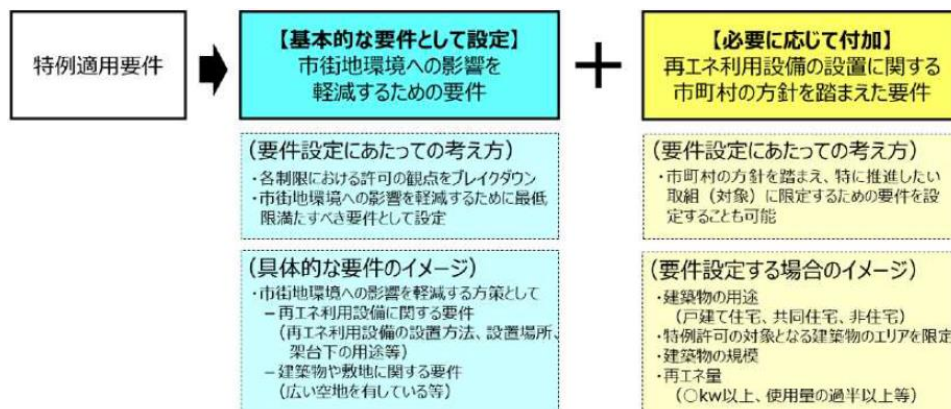 特例適用要件
【基本的な要件として設定】
市街地環境への影響を
軽減するための要件
＋
【必要に応じて付加】
再エネ利用設備の設置に関する
市町村の方針を踏まえた要件
(要件設定にあたっての考え方)
・各制限における許可の観点をブレイクダウン
・市街地環境への影響を軽減するために最低
限満たすべき要件として設定
(要件設定にあたっての考え方)
・市町村の方針を踏まえ、特に推進したい
取組（対象）に限定するための要件を設
定することも可能
(具体的な要件のイメージ)
・市街地環境への影響を軽減する方策として
－再エネ利用設備に関する要件
（再エネ利用設備の設置方法、設置場所、
架台下の用途等）
－建築物や敷地に関する要件
（広い空地を有している等）
(要件設定する場合のイメージ)
・建築物の用途
（戸建て住宅、共同住宅、非住宅）
・特例許可の対象となる建築物のエリアを限定
・建築物の規模
・再エネ量
（○kw以上、使用量の過半以上等）